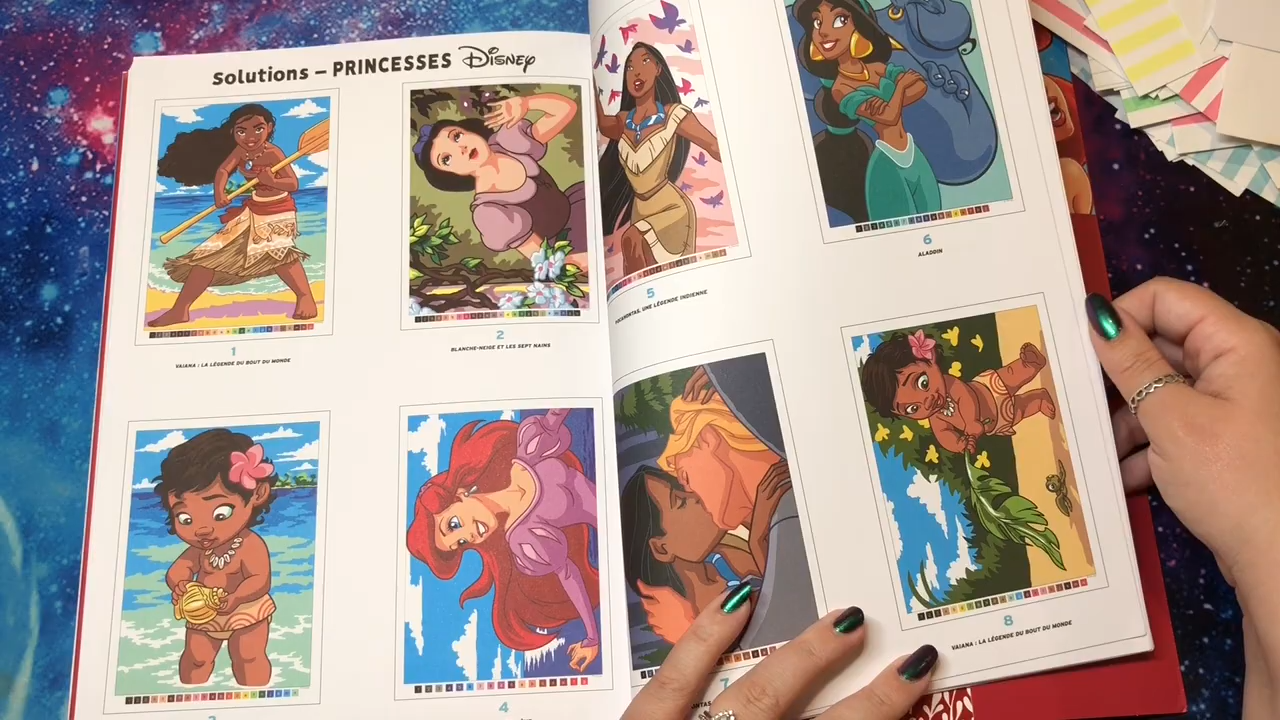 Solutions – PRINCESSES Disney
1
VAIANA : LA LÉGENDE DU BOUT DU MONDE
2
BLANCHE-NEIGE ET LES SEPT NAINS
5
POCAHONTAS, UNE LÉGENDE INDIENNE
6
ALADDIN
3
4
7
8
VAIANA : LA LÉGENDE DU BOUT DU MONDE